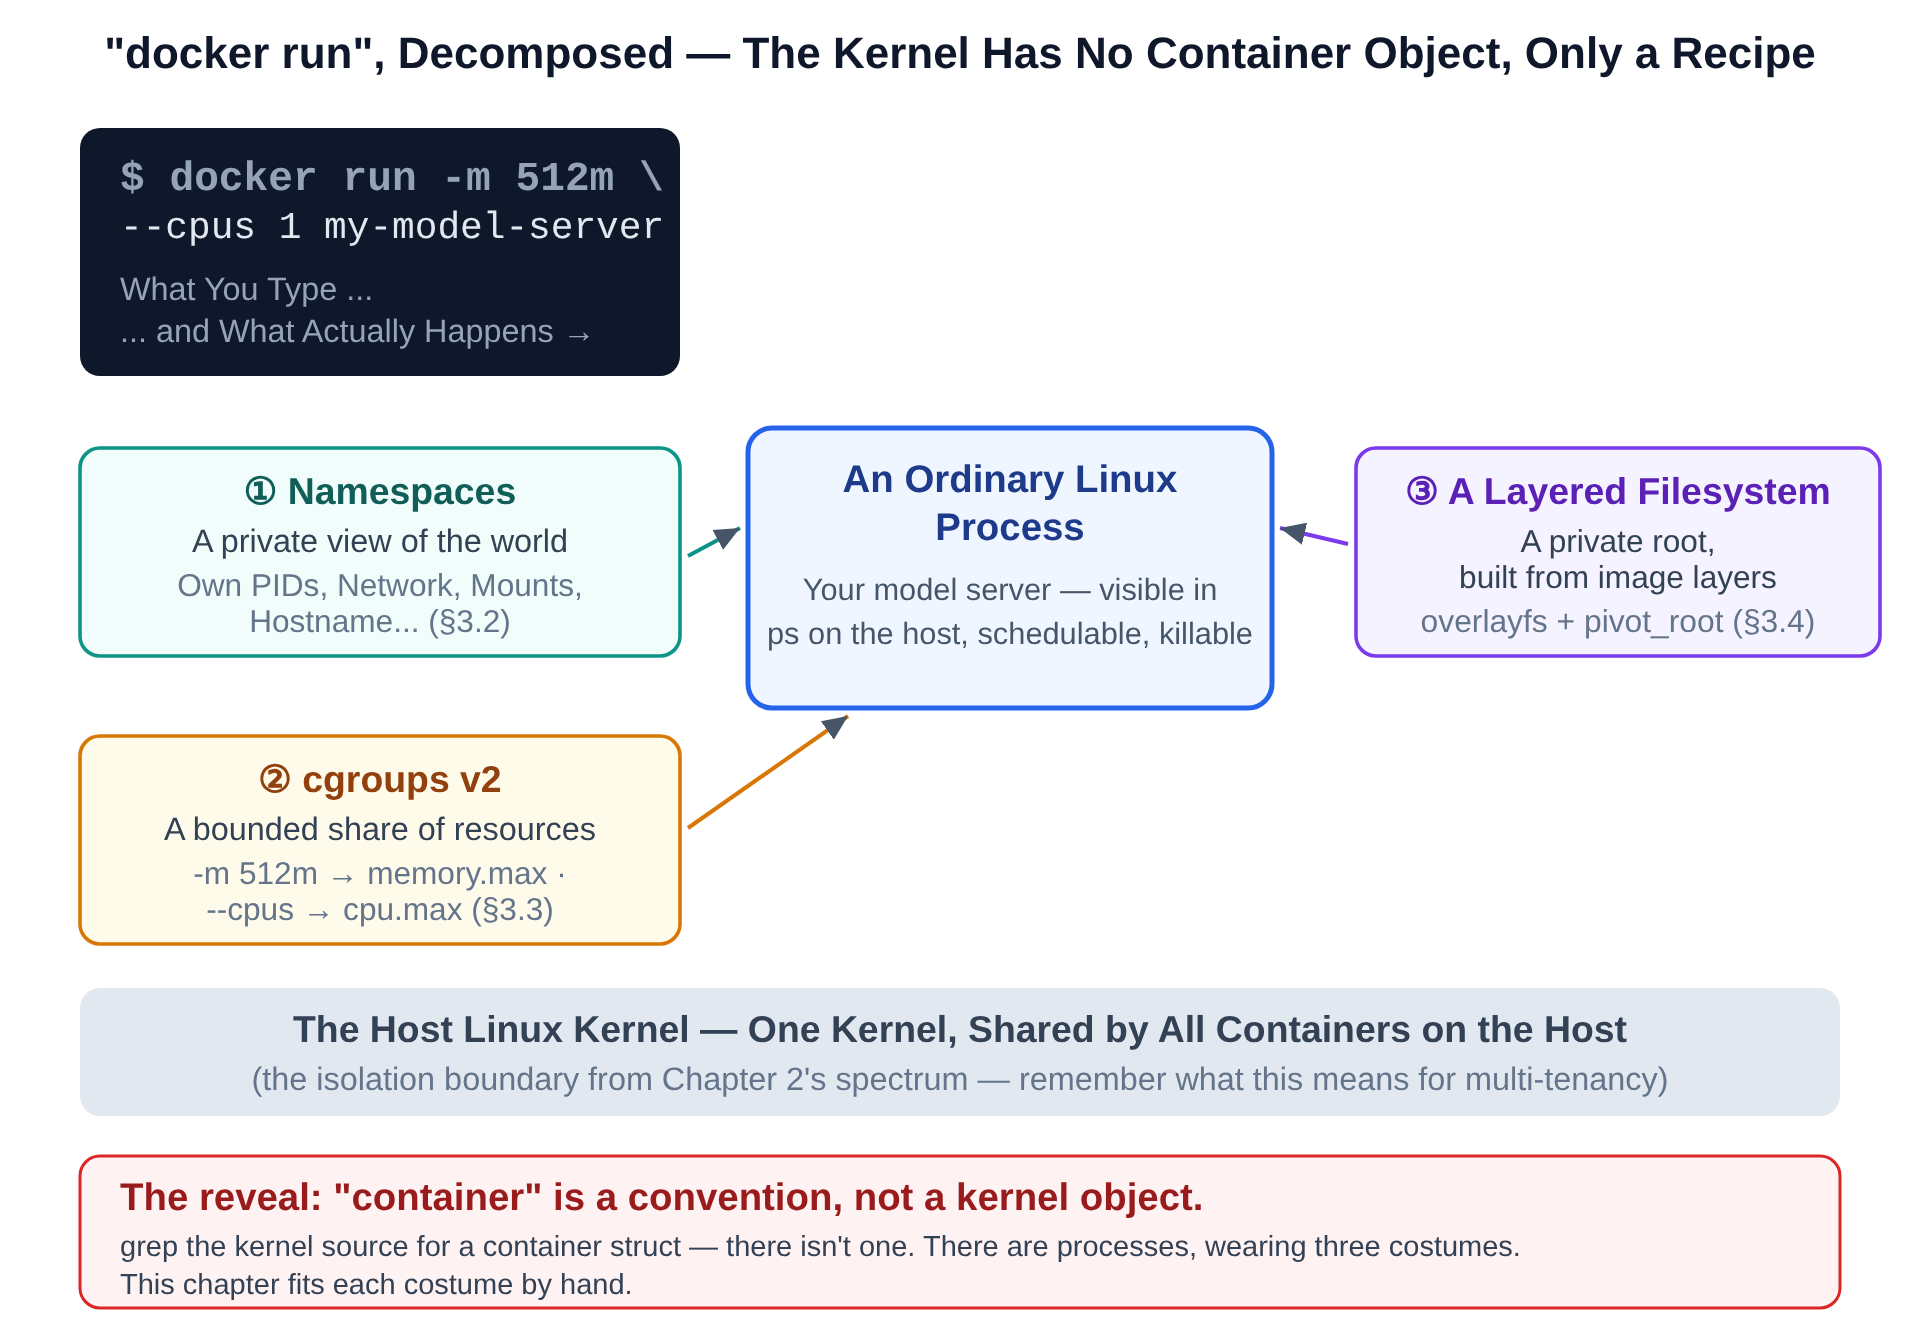 "docker run", Decomposed — The Kernel Has No Container Object, Only a Recipe
$ docker run -m 512m \
--cpus 1 my-model-server
What You Type ...
... and What Actually Happens →
① Namespaces
A private view of the world
Own PIDs, Network, Mounts,
Hostname... (§3.2)
An Ordinary Linux
Process
Your model server — visible in
ps on the host, schedulable, killable
③ A Layered Filesystem
A private root,
built from image layers
overlayfs + pivot_root (§3.4)
② cgroups v2
A bounded share of resources
-m 512m → memory.max ·
--cpus → cpu.max (§3.3)
The Host Linux Kernel — One Kernel, Shared by All Containers on the Host
(the isolation boundary from Chapter 2's spectrum — remember what this means for multi-tenancy)
The reveal: "container" is a convention, not a kernel object.
grep the kernel source for a container struct — there isn't one. There are processes, wearing three costumes.
This chapter fits each costume by hand.